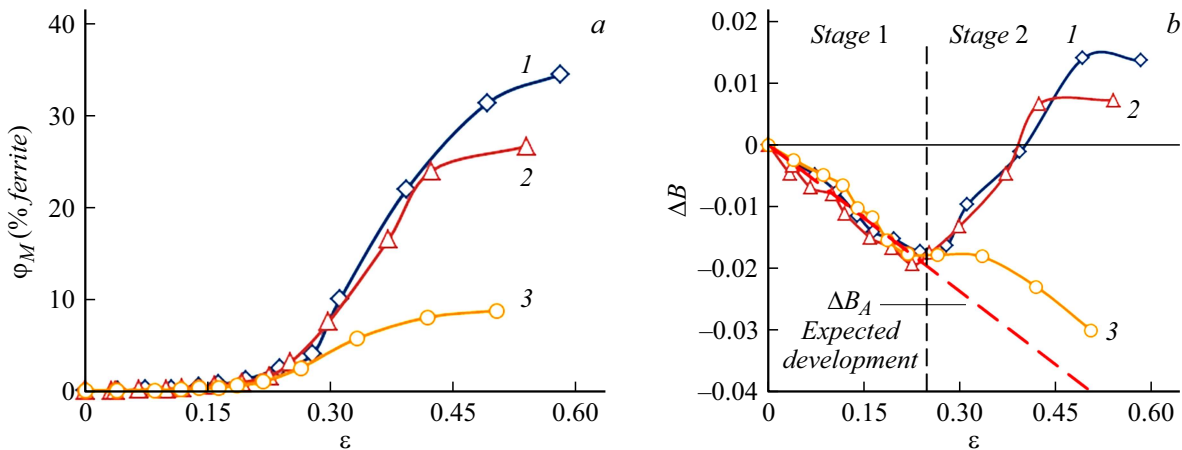 a
φM (% ferrite)
40
30
20
10
0
0
0.15
0.30
0.45
0.60
ε
1
2
3
b
ΔB
0.02
0.01
0
−0.01
−0.02
−0.03
−0.04
0
0.15
0.30
0.45
0.60
ε
Stage 1
Stage 2
1
2
3
ΔBA
Expected
development